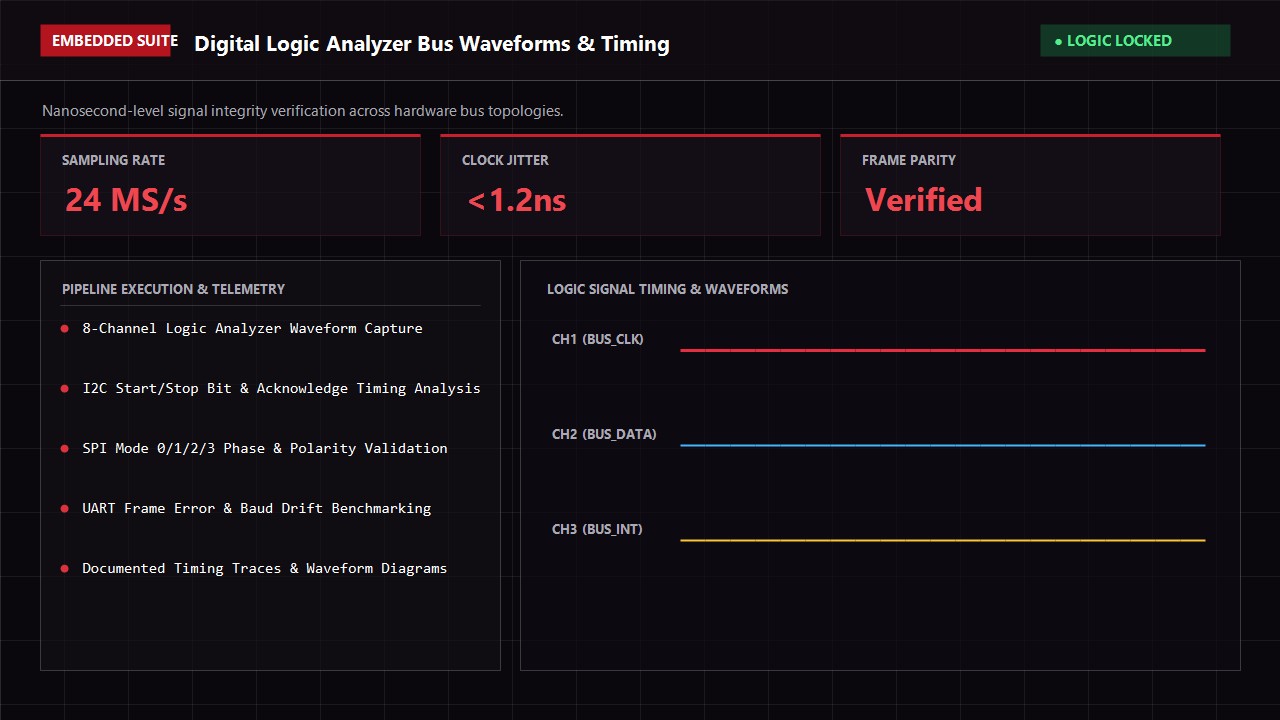 EMBEDDED SUITE
Digital Logic Analyzer Bus Waveforms & Timing
● LOGIC LOCKED
Nanosecond-level signal integrity verification across hardware bus topologies.
SAMPLING RATE
24 MS/s
CLOCK JITTER
<1.2ns
FRAME PARITY
Verified
PIPELINE EXECUTION & TELEMETRY
8-Channel Logic Analyzer Waveform Capture
I2C Start/Stop Bit & Acknowledge Timing Analysis
SPI Mode 0/1/2/3 Phase & Polarity Validation
UART Frame Error & Baud Drift Benchmarking
Documented Timing Traces & Waveform Diagrams
LOGIC SIGNAL TIMING & WAVEFORMS
CH1 (BUS_CLK)
CH2 (BUS_DATA)
CH3 (BUS_INT)